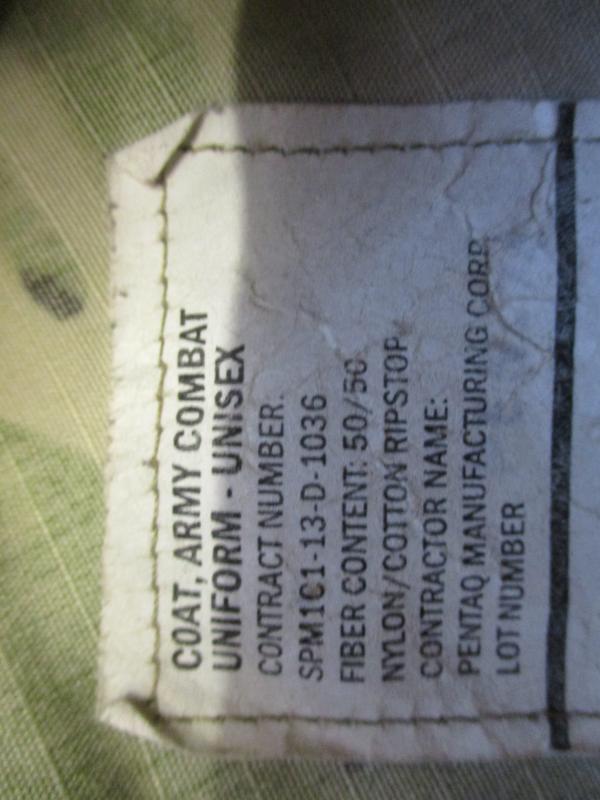 COAT, ARMY COMBAT
UNIFORM - UNISEX
CONTRACT NUMBER.
SPM1C1-13-D-1036
FIBER CONTENT: 50/50
NYLON/COTTON RIPSTOP
CONTRACTOR NAME:
PENTAQ MANUFACTURING CORP.
LOT NUMBER